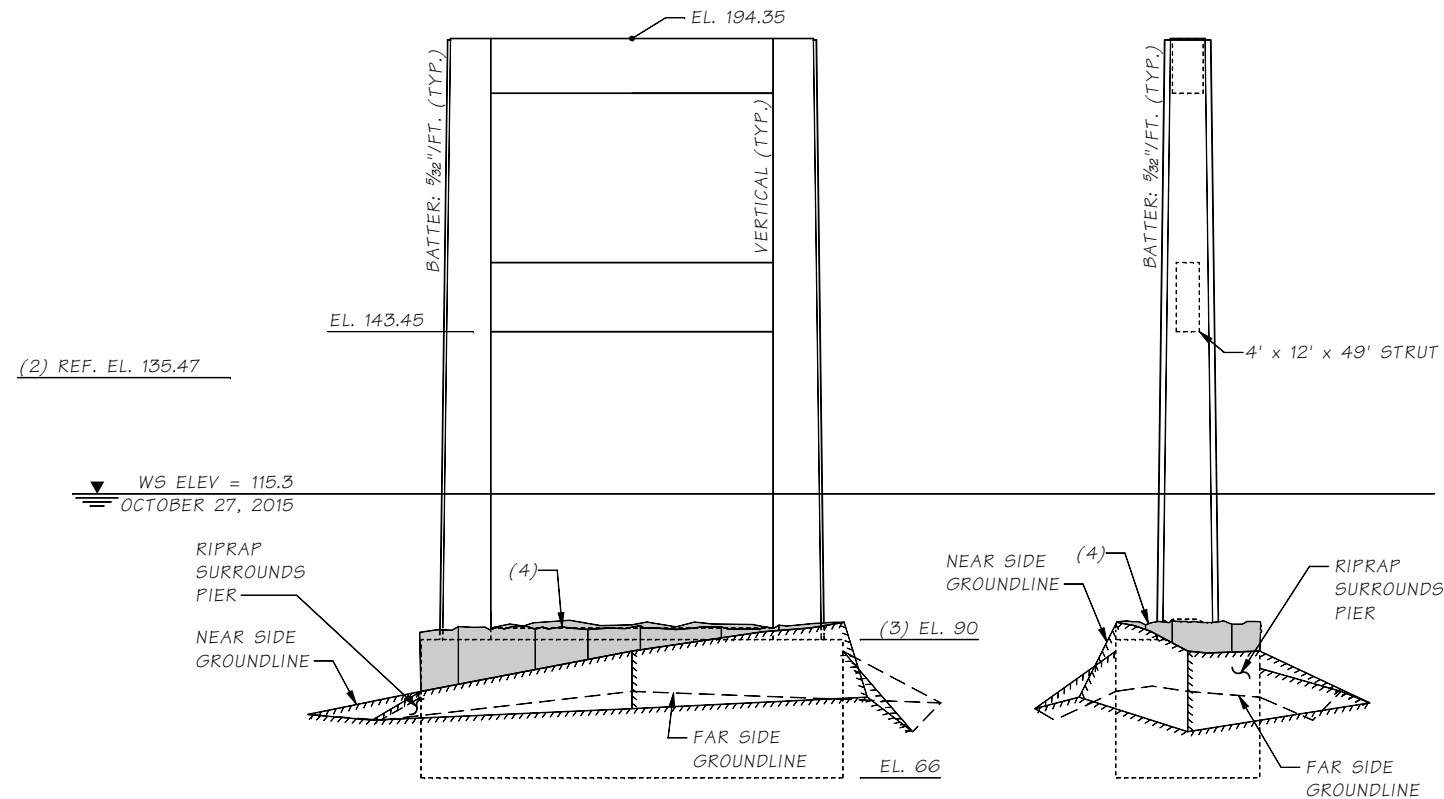 EL. 194.35
BATTER: 5/32"/FT. (TYP.)
VERTICAL (TYP.)
BATTER: 5/32"/FT. (TYP.)
EL. 143.45
4' x 12' x 49' STRUT
(2) REF. EL. 135.47
WS ELEV = 115.3
OCTOBER 27, 2015
RIPRAP
SURROUNDS
PIER
NEAR SIDE
GROUNDLINE
(4)
(3) EL. 90
FAR SIDE
GROUNDLINE
EL. 66
NEAR SIDE
GROUNDLINE
(4)
RIPRAP
SURROUNDS
PIER
FAR SIDE
GROUNDLINE